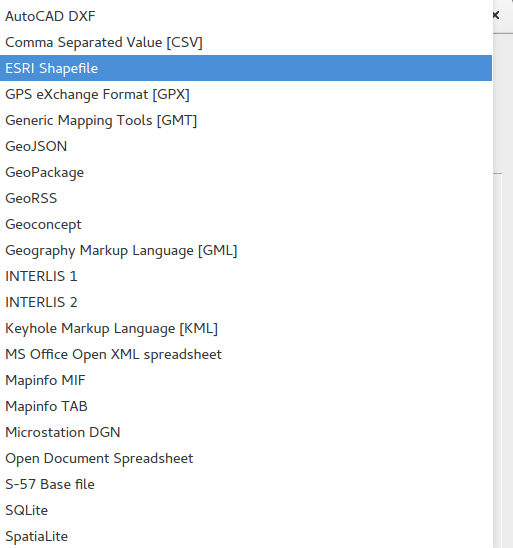 AutoCAD DXF
Comma Separated Value [CSV]
ESRI Shapefile
GPS eXchange Format [GPX]
Generic Mapping Tools [GMT]
GeoJSON
GeoPackage
GeoRSS
Geoconcept
Geography Markup Language [GML]
INTERLIS 1
INTERLIS 2
Keyhole Markup Language [KML]
MS Office Open XML spreadsheet
Mapinfo MIF
Mapinfo TAB
Microstation DGN
Open Document Spreadsheet
S-57 Base file
SQLite
SpatiaLite